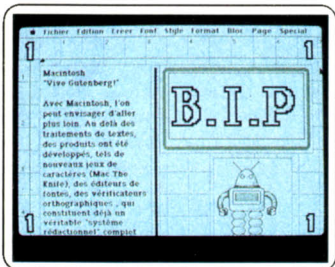 Fichier Edition Créer Font Style Format Bloc Page Special
1 1
Macintosh
"Vive Gutenberg!"
Avec Macintosh, l'on
peut envisager d'aller
plus loin. Au delà des
traitements de textes,
des produits ont été
développés, tels de
nouveaux jeux de
caractères (Mac The
Knife), des éditeurs de
fontes, des vérificateurs
orthographiques , qui
constituent déjà un
véritable "système
rédactionnel" complet
B.I.P
1 1